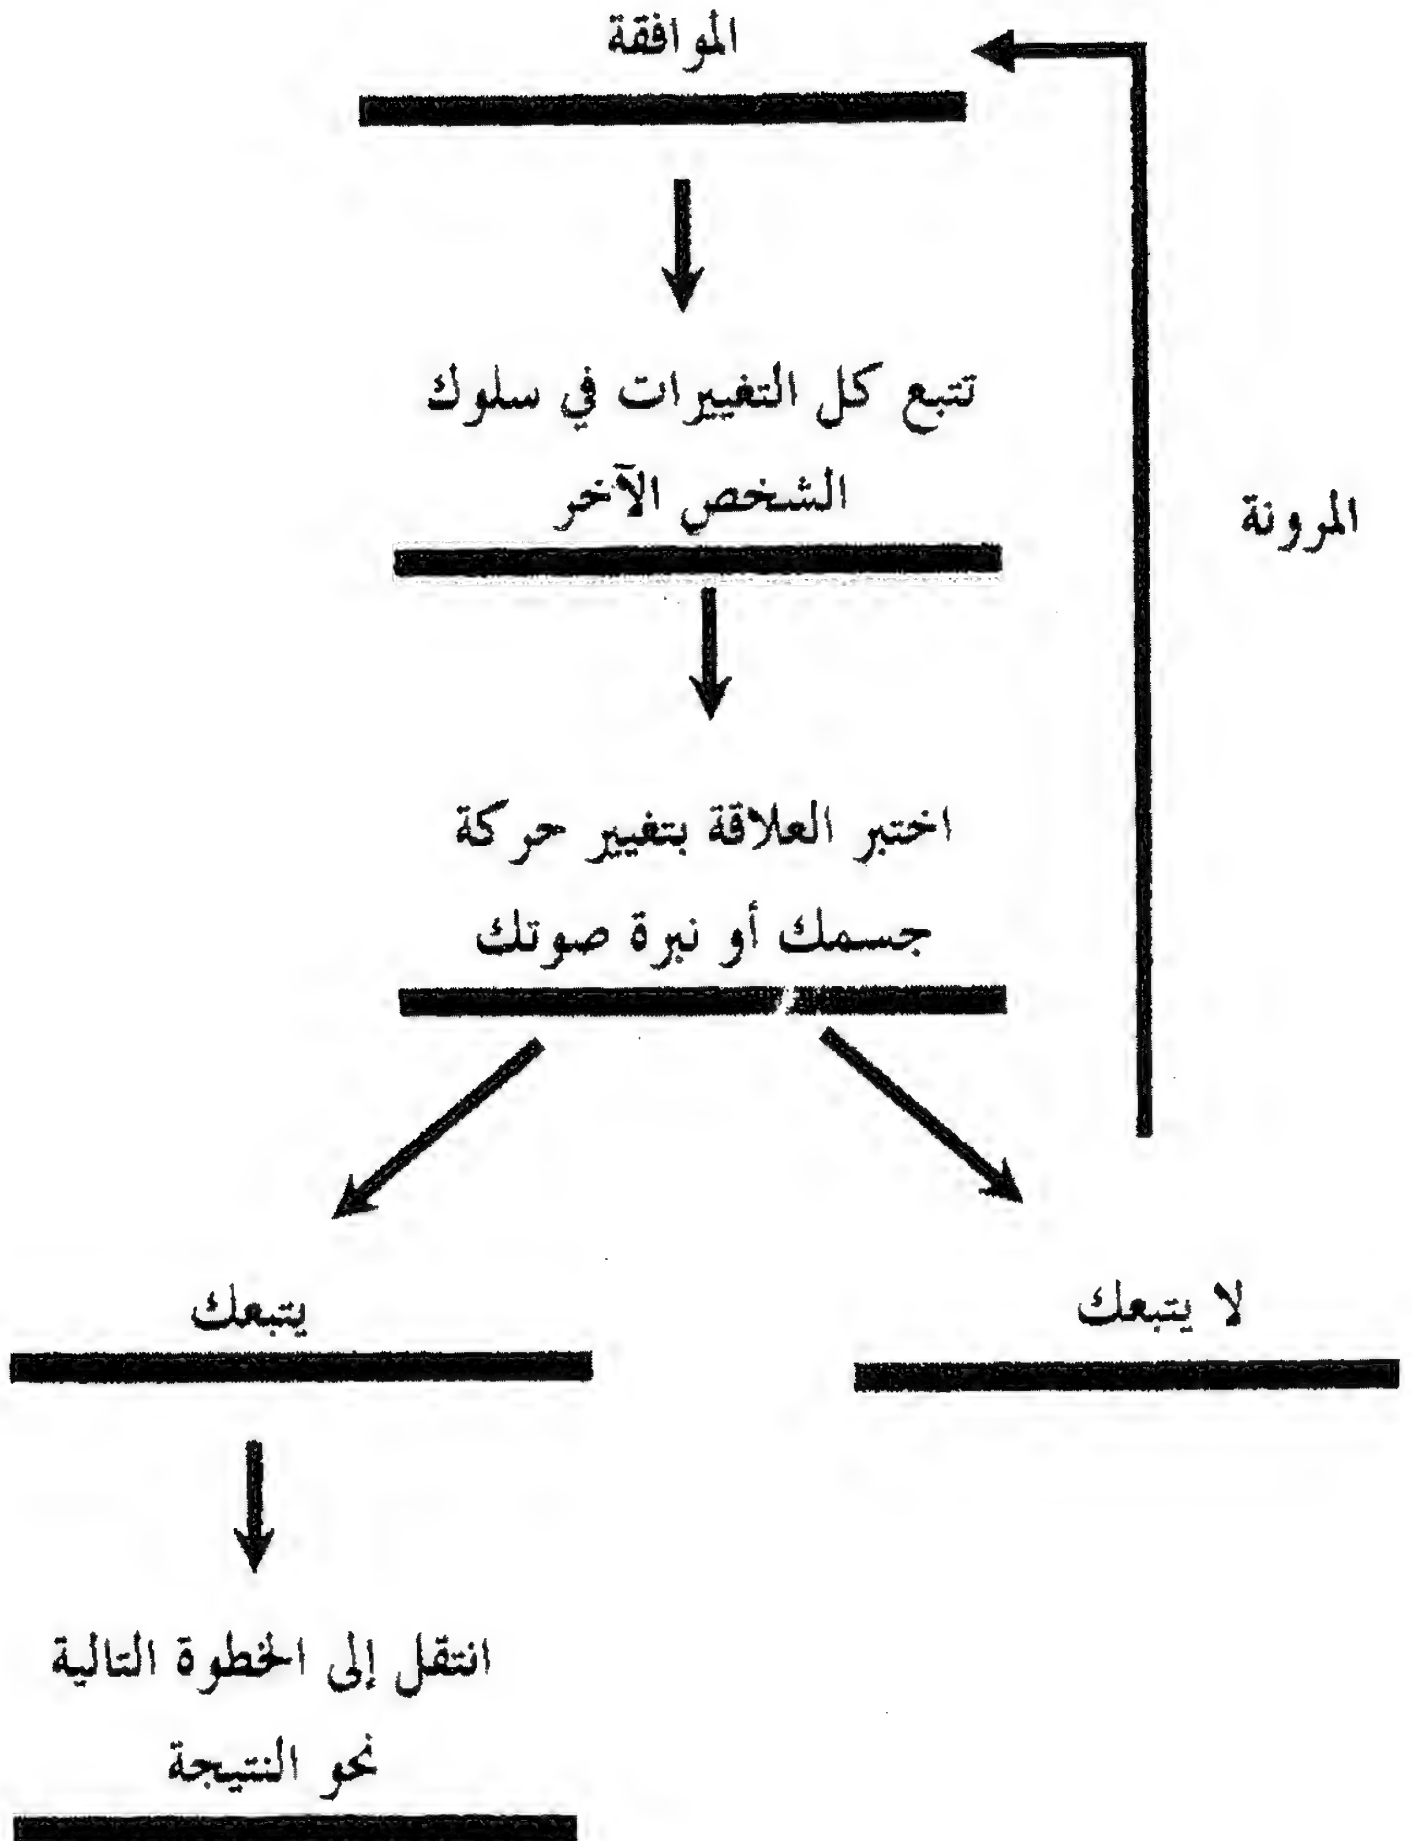 الموافقة
تتبع كل التغييرات في سلوك
الشخص الآخر
المرونة
اختبر العلاقة بتغيير حركة
جسمك أو نبرة صوتك
لا يتبعك
يتبعك
انتقل إلى الخطوة التالية
نحو النتيجة